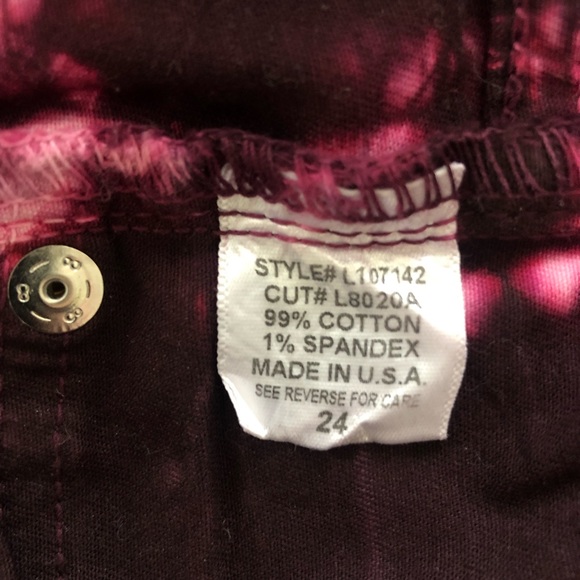 STYLE# L107142
CUT# L8020A
99% COTTON
1% SPANDEX
MADE IN U.S.A.
SEE REVERSE FOR CARE
24